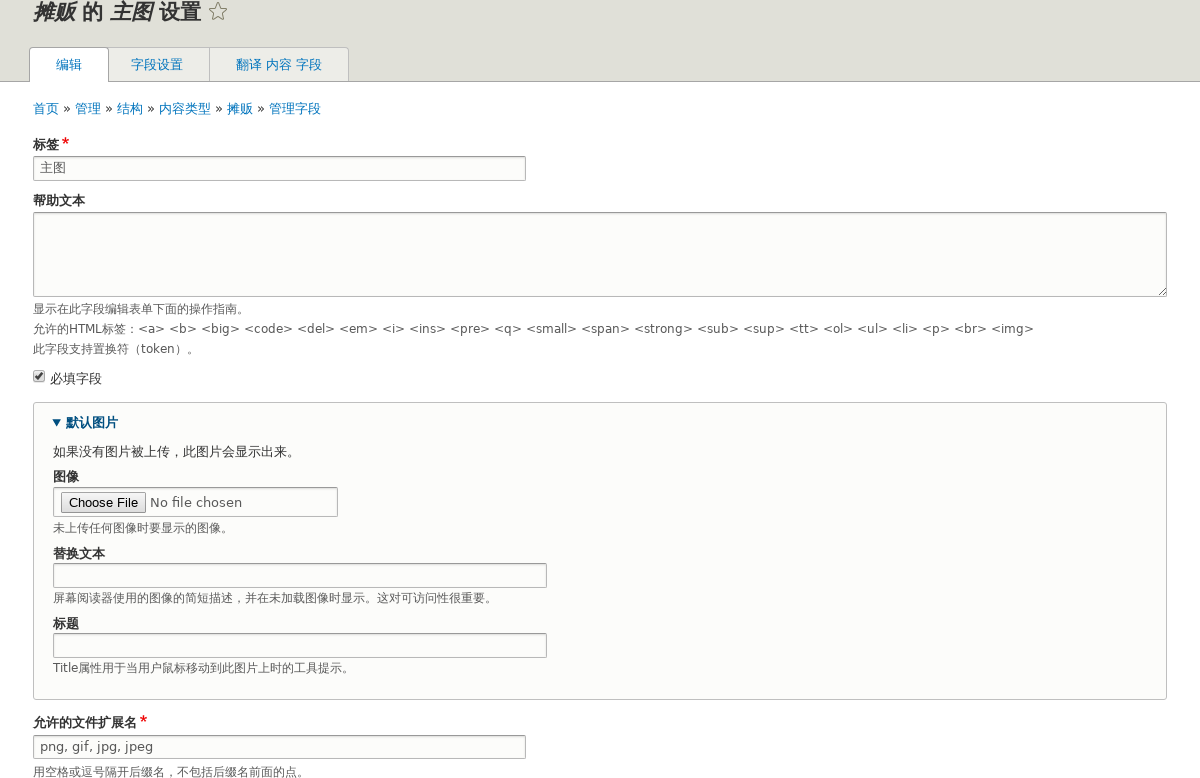 摊贩 的 主图 设置
编辑 字段设置 翻译 内容 字段
首页 » 管理 » 结构 » 内容类型 » 摊贩 » 管理字段
标签*
主图
帮助文本
显示在此字段编辑表单下面的操作指南。
允许的HTML标签：<a> <b> <big> <code> <del> <em> <i> <ins> <pre> <q> <small> <span> <strong> <sub> <sup> <tt> <ol> <ul> <li> <p> <br> <img>
此字段支持置换符（token）。
必填字段
默认图片
如果没有图片被上传，此图片会显示出来。
图像
Choose File No file chosen
未上传任何图像时要显示的图像。
替换文本
屏幕阅读器使用的图像的简短描述，并在未加载图像时显示。这对可访问性很重要。
标题
Title属性用于当用户鼠标移动到此图片上时的工具提示。
允许的文件扩展名*
png, gif, jpg, jpeg
用空格或逗号隔开后缀名，不包括后缀名前面的点。